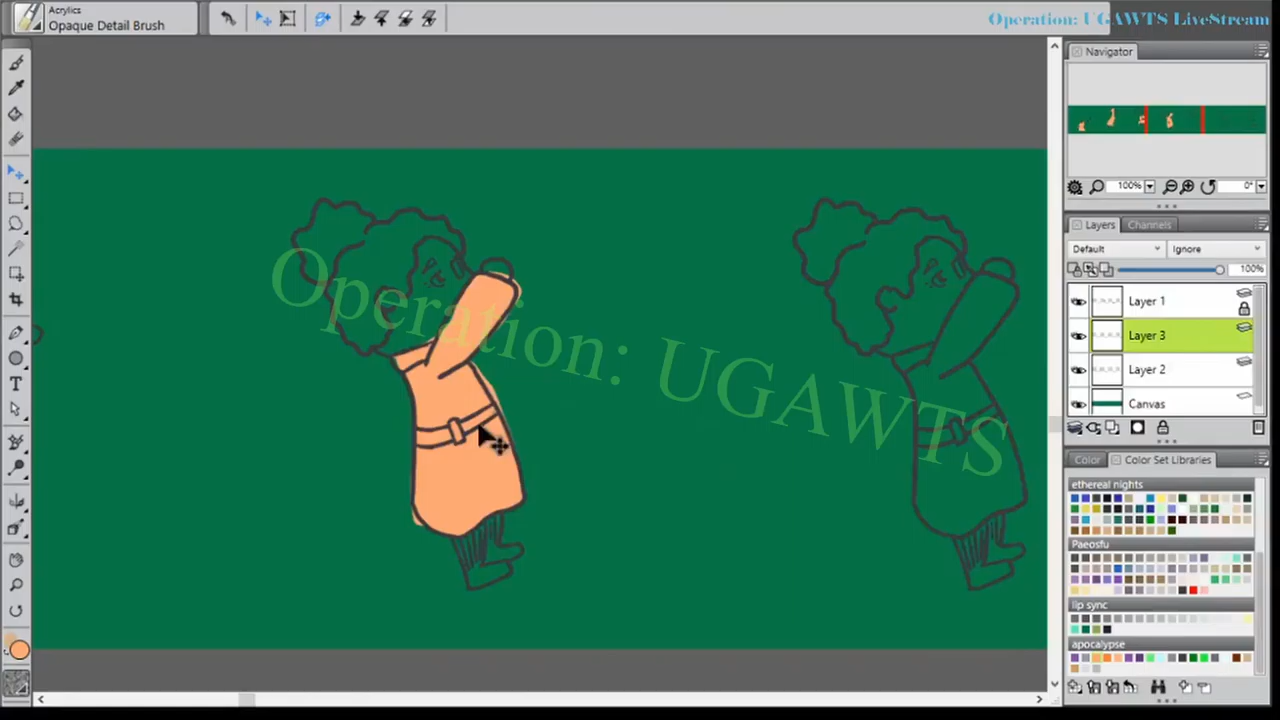 Acrylics
Opaque Detail Brush
Operation: UGAWTS LiveStream
Navigator
100%
0°
Layers Channels
Default Ignore
100%
Layer 1
Layer 3
Layer 2
Canvas
Color Color Set Libraries
ethereal nights
Paeosfu
lip sync
apocalypse
T
Operation: UGAWTS